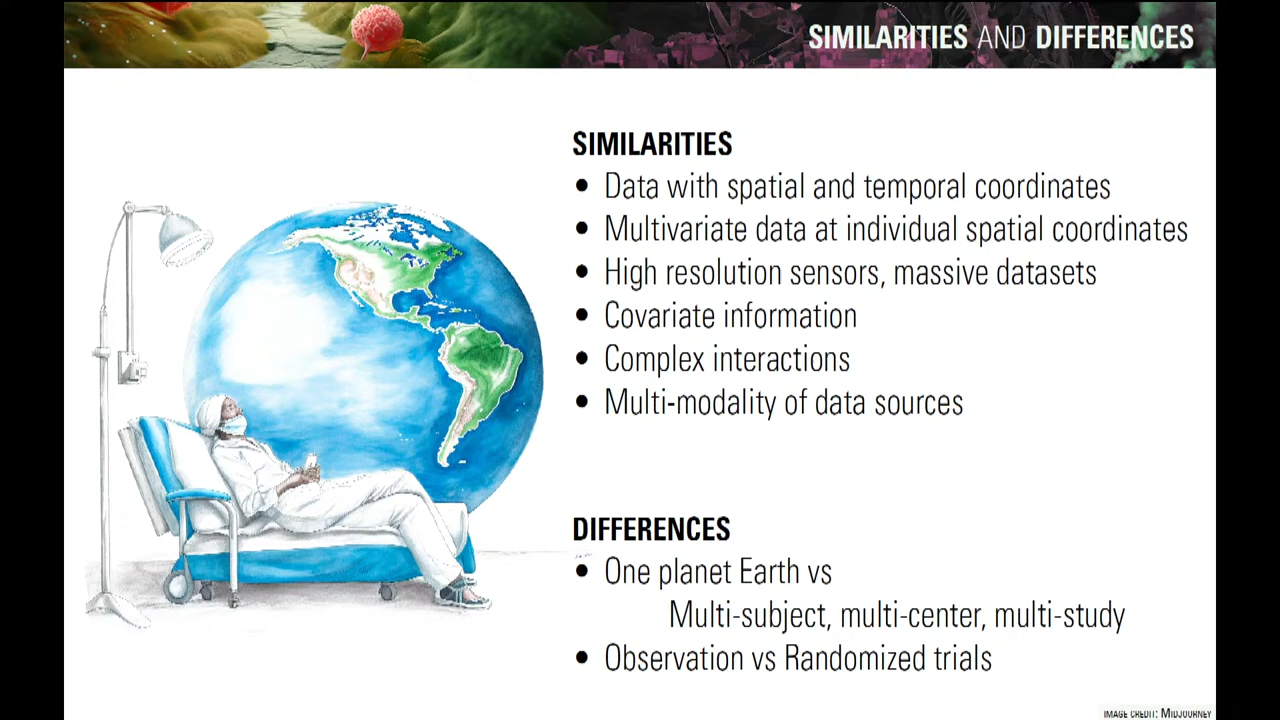 SIMILARITIES AND DIFFERENCES
SIMILARITIES
• Data with spatial and temporal coordinates
• Multivariate data at individual spatial coordinates
• High resolution sensors, massive datasets
• Covariate information
• Complex interactions
• Multi-modality of data sources
DIFFERENCES
• One planet Earth vs
Multi-subject, multi-center, multi-study
• Observation vs Randomized trials
IMAGE CREDIT: MIDJOURNEY